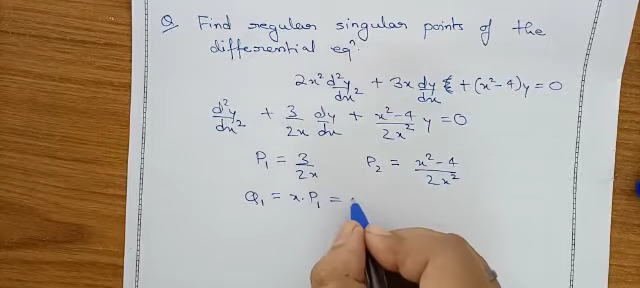 Q Find regular singular points of the
differential eqⁿ.
2x² d²y/dx² + 3x dy/dx + (x²-4)y = 0
d²y/dx² + 3/2x dy/dx + x²-4/2x² y = 0
P₁ = 3/2x P₂ = x²-4/2x²
Q₁ = x. P₁ =